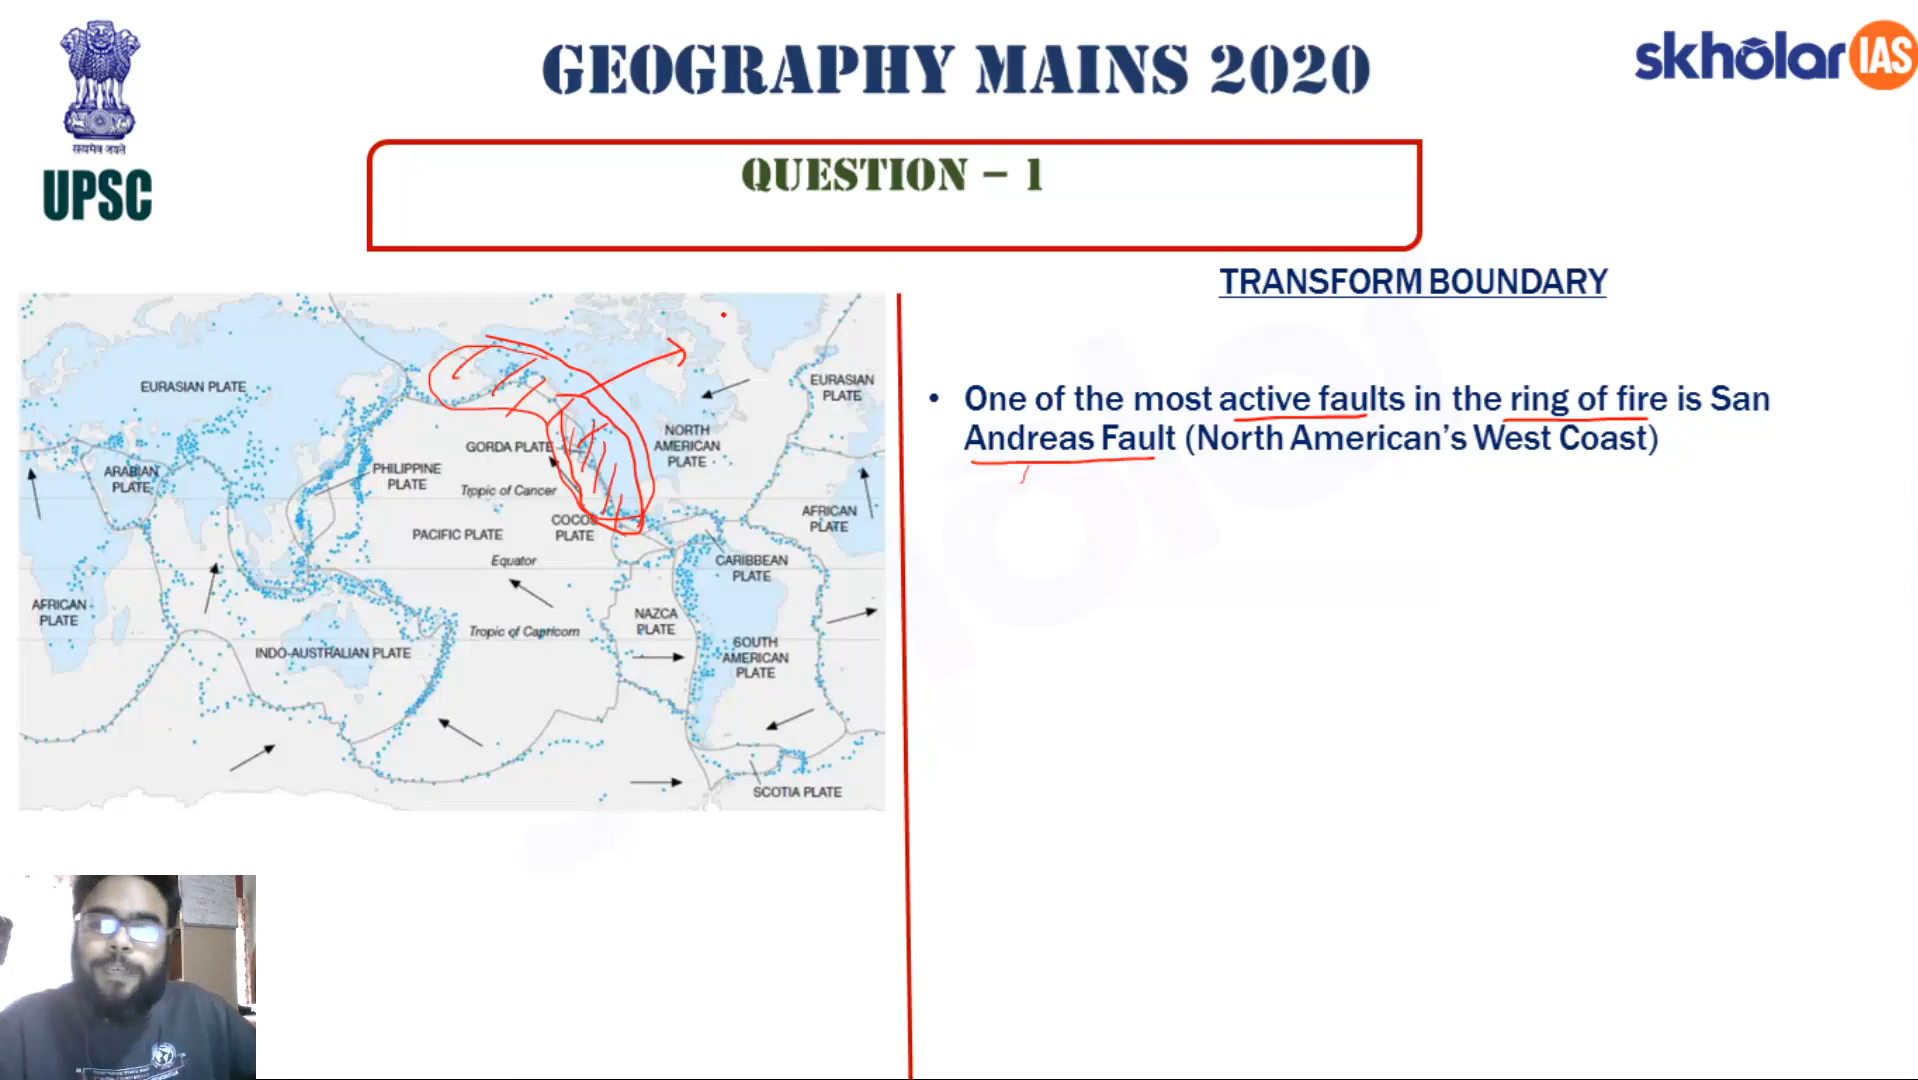 GEOGRAPHY MAINS 2020
skholar IAS
सत्यमेव जयते
UPSC
QUESTION – 1
TRANSFORM BOUNDARY
• One of the most active faults in the ring of fire is San
Andreas Fault (North American's West Coast)
EURASIAN PLATE
EURASIAN
PLATE
GORDA PLATE
NORTH
AMERICAN
PLATE
ARABIAN
PLATE
PHILIPPINE
PLATE
Tropic of Cancer
AFRICAN
PLATE
PACIFIC PLATE
COCOS
PLATE
Equator
CARIBBEAN
PLATE
AFRICAN
PLATE
NAZCA
PLATE
Tropic of Capricorn
INDO-AUSTRALIAN PLATE
SOUTH
AMERICAN
PLATE
SCOTIA PLATE